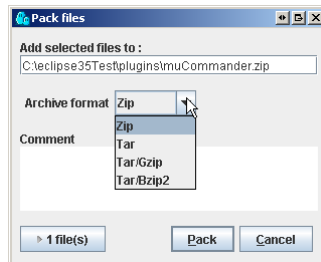 Pack files
Add selected files to :
C:\eclipse35Test\plugins\muCommander.zip
Archive format Zip
Zip
Tar
Comment
Tar/Gzip
Tar/Bzip2
1 file(s) Pack Cancel